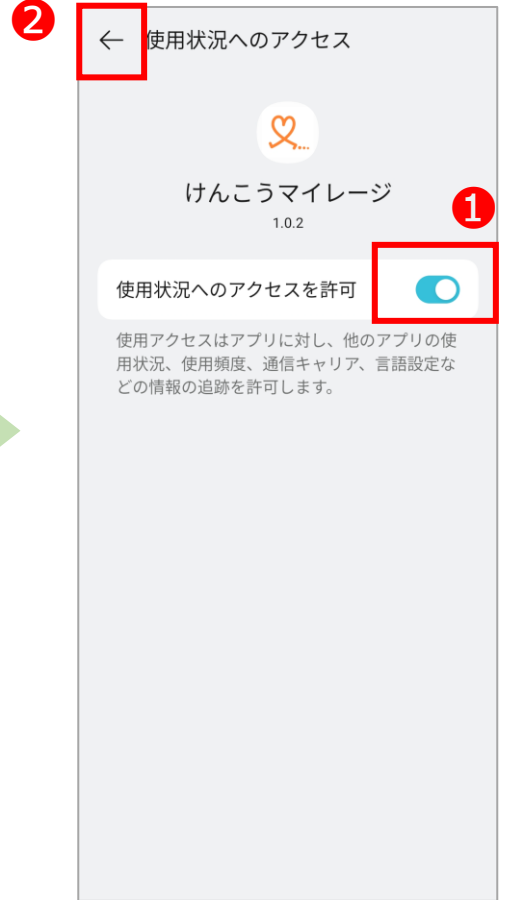 ❷
← 使用状況へのアクセス
けんこうマイレージ
❶
1.0.2
使用状況へのアクセスを許可
使用アクセスはアプリに対し、他のアプリの使
用状況、使用頻度、通信キャリア、言語設定な
どの情報の追跡を許可します。